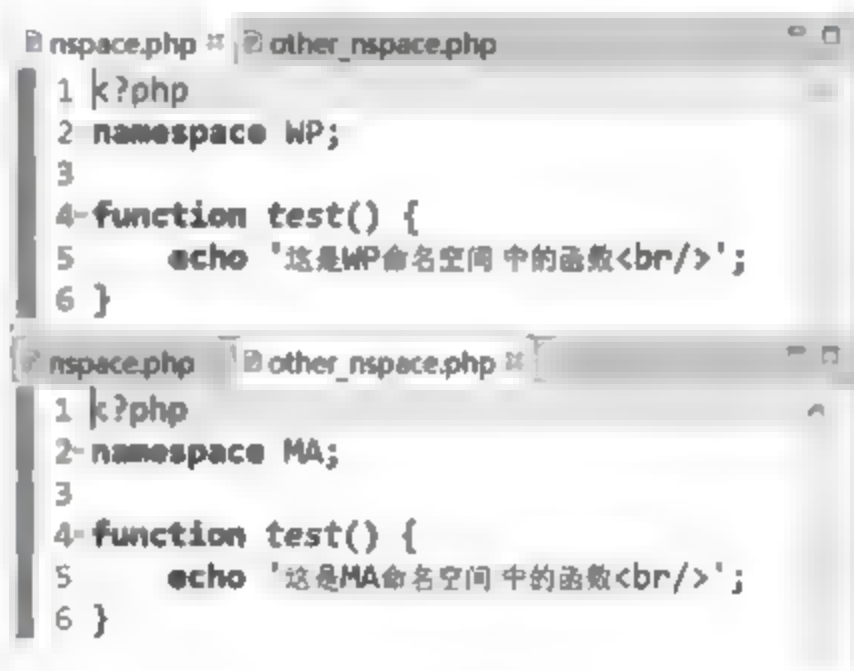 nspace.php other_nspace.php
1 <?php
2 namespace WP;
3
4 function test() {
5     echo '这是WP命名空间中的函数<br/>';
6 }
nspace.php other_nspace.php
1 <?php
2 namespace MA;
3
4 function test() {
5     echo '这是MA命名空间中的函数<br/>';
6 }